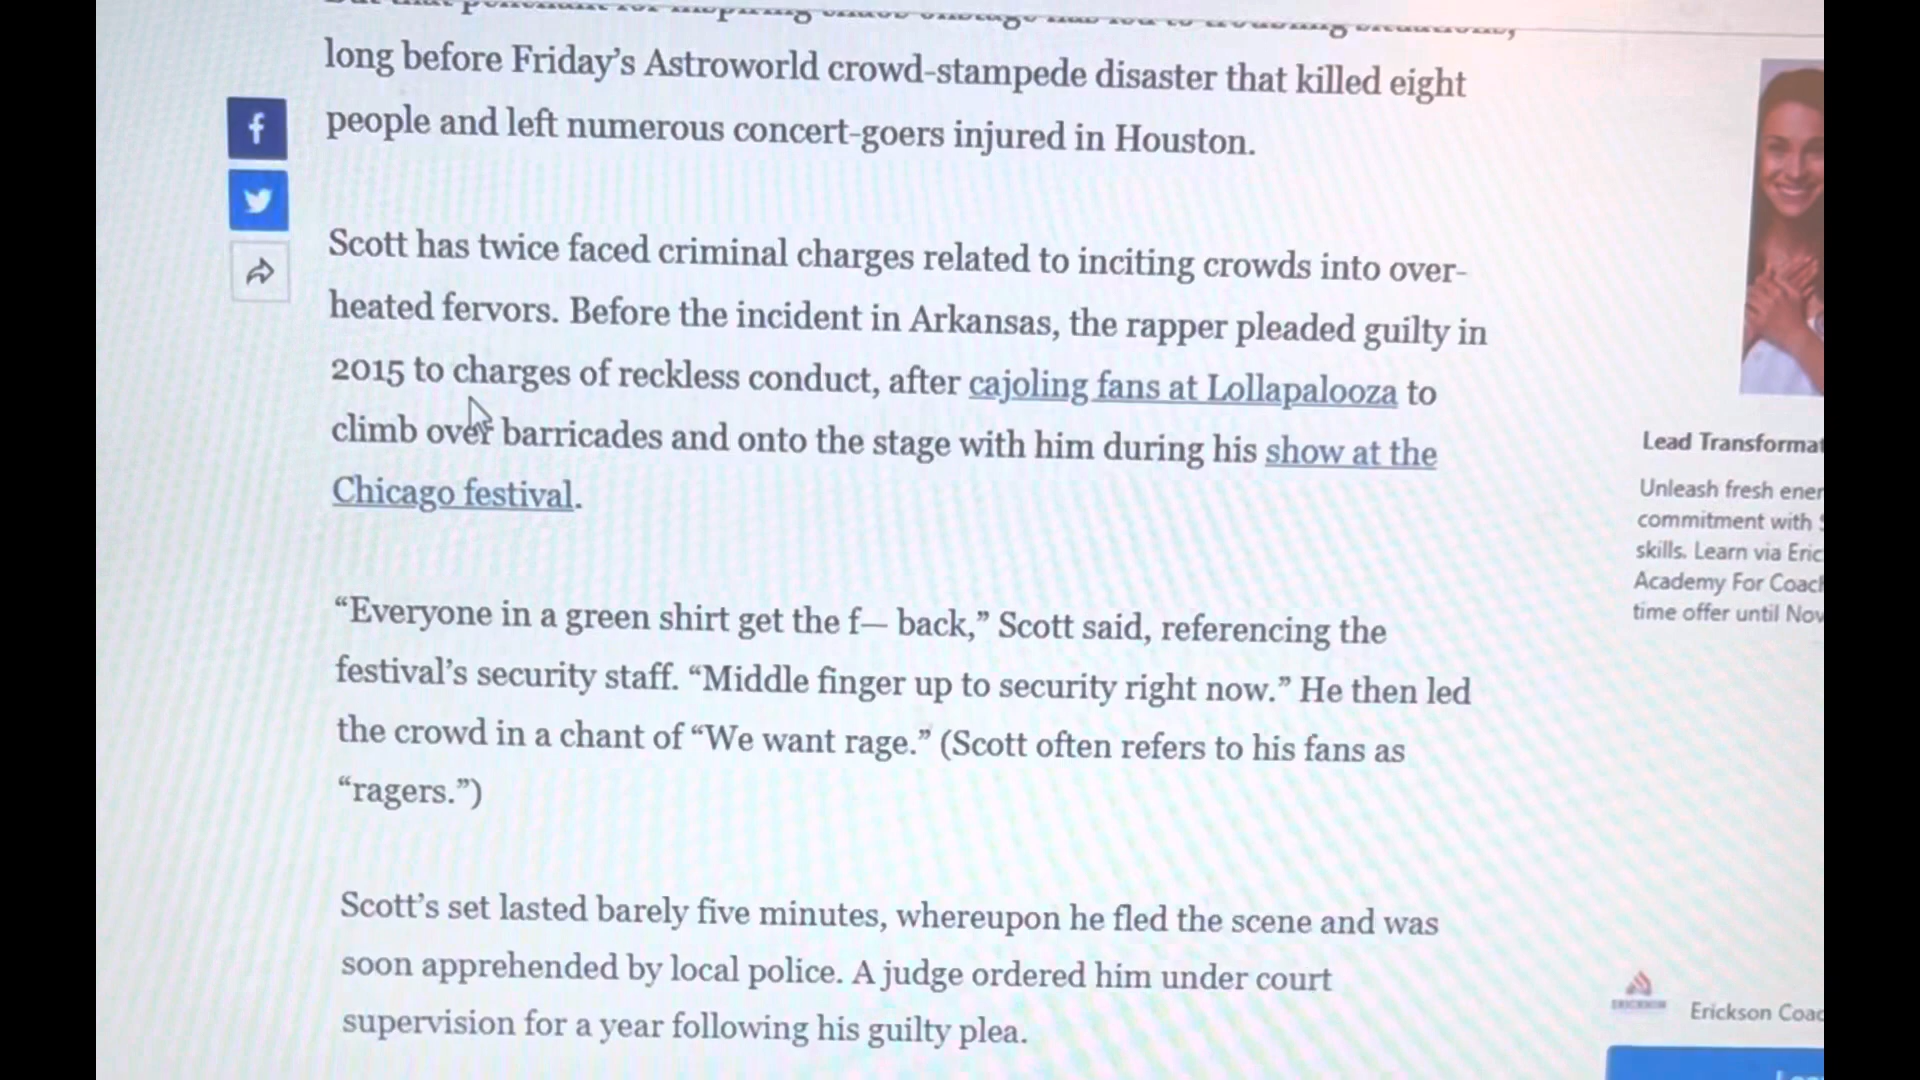 long before Friday’s Astroworld crowd-stampede disaster that killed eight
people and left numerous concert-goers injured in Houston.
Scott has twice faced criminal charges related to inciting crowds into over-
heated fervors. Before the incident in Arkansas, the rapper pleaded guilty in
2015 to charges of reckless conduct, after cajoling fans at Lollapalooza to
climb over barricades and onto the stage with him during his show at the
Chicago festival.
“Everyone in a green shirt get the f— back,” Scott said, referencing the
festival’s security staff. “Middle finger up to security right now.” He then led
the crowd in a chant of “We want rage.” (Scott often refers to his fans as
“ragers.”)
Scott’s set lasted barely five minutes, whereupon he fled the scene and was
soon apprehended by local police. A judge ordered him under court
supervision for a year following his guilty plea.
Lead Transformat
Unleash fresh ener
commitment with
skills. Learn via Eric
Academy For Coach
time offer until Nov
ERICKSON
Erickson Coac